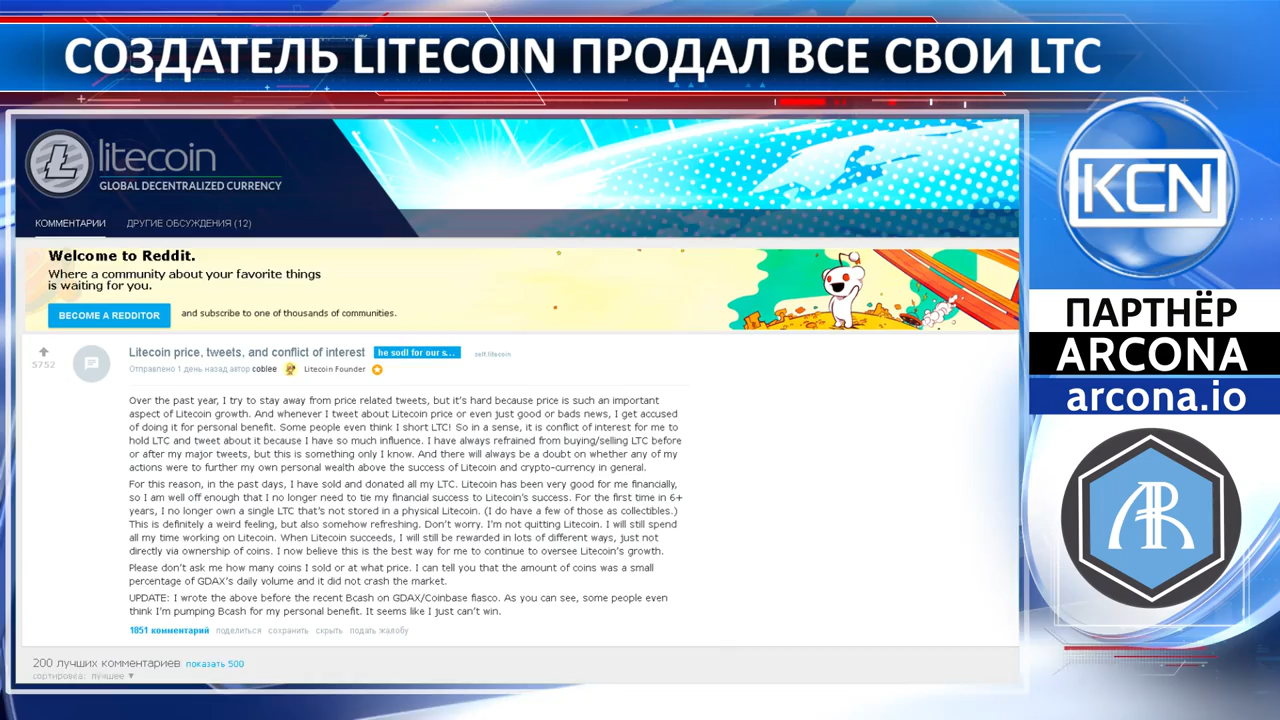 СОЗДАТЕЛЬ LITECOIN ПРОДАЛ ВСЕ СВОИ LTC
litecoin
GLOBAL DECENTRALIZED CURRENCY
КОММЕНТАРИИ ДРУГИЕ ОБСУЖДЕНИЯ (12)
Welcome to Reddit.
Where a community about your favorite things
is waiting for you.
BECOME A REDDITOR and subscribe to one of thousands of communities.
5752
Litecoin price, tweets, and conflict of interest he sodl for our s... self.litecoin
Отправлено 1 день назад автор coblee Litecoin Founder
Over the past year, I try to stay away from price related tweets, but it's hard because price is such an important
aspect of Litecoin growth. And whenever I tweet about Litecoin price or even just good or bads news, I get accused
of doing it for personal benefit. Some people even think I short LTC! So in a sense, it is conflict of interest for me to
hold LTC and tweet about it because I have so much influence. I have always refrained from buying/selling LTC before
or after my major tweets, but this is something only I know. And there will always be a doubt on whether any of my
actions were to further my own personal wealth above the success of Litecoin and crypto-currency in general.
For this reason, in the past days, I have sold and donated all my LTC. Litecoin has been very good for me financially,
so I am well off enough that I no longer need to tie my financial success to Litecoin's success. For the first time in 6+
years, I no longer own a single LTC that's not stored in a physical Litecoin. (I do have a few of those as collectibles.)
This is definitely a weird feeling, but also somehow refreshing. Don't worry. I'm not quitting Litecoin. I will still spend
all my time working on Litecoin. When Litecoin succeeds, I will still be rewarded in lots of different ways, just not
directly via ownership of coins. I now believe this is the best way for me to continue to oversee Litecoin's growth.
Please don't ask me how many coins I sold or at what price. I can tell you that the amount of coins was a small
percentage of GDAX's daily volume and it did not crash the market.
UPDATE: I wrote the above before the recent Bcash on GDAX/Coinbase fiasco. As you can see, some people even
think I'm pumping Bcash for my personal benefit. It seems like I just can't win.
1851 комментарий поделиться сохранить скрыть подать жалобу
200 лучших комментариев показать 500
сортировка: лучшее ▼
KCN
ПАРТНЁР
ARCONA
arcona.io